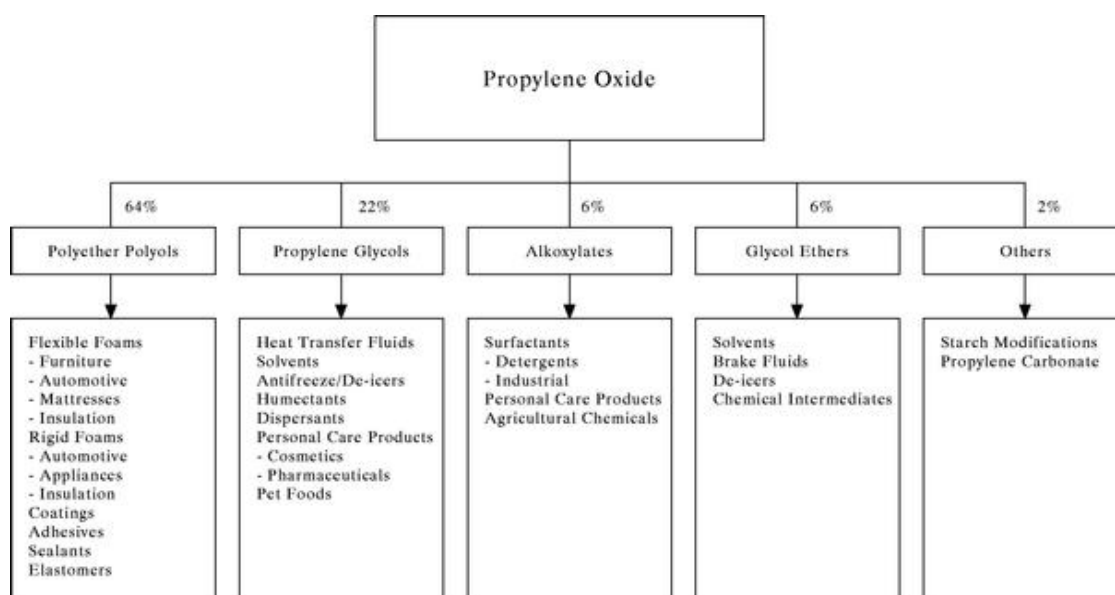 Propylene Oxide
64%
22%
6%
6%
2%
Polyether Polyols
Propylene Glycols
Alkoxylates
Glycol Ethers
Others
Flexible Foams
- Furniture
- Automotive
- Mattresses
- Insulation
Rigid Foams
- Automotive
- Appliances
- Insulation
Coatings
Adhesives
Sealants
Elastomers
Heat Transfer Fluids
Solvents
Antifreeze/De-icers
Humectants
Dispersants
Personal Care Products
- Cosmetics
- Pharmaceuticals
Pet Foods
Surfactants
- Detergents
- Industrial
Personal Care Products
Agricultural Chemicals
Solvents
Brake Fluids
De-icers
Chemical Intermediates
Starch Modifications
Propylene Carbonate